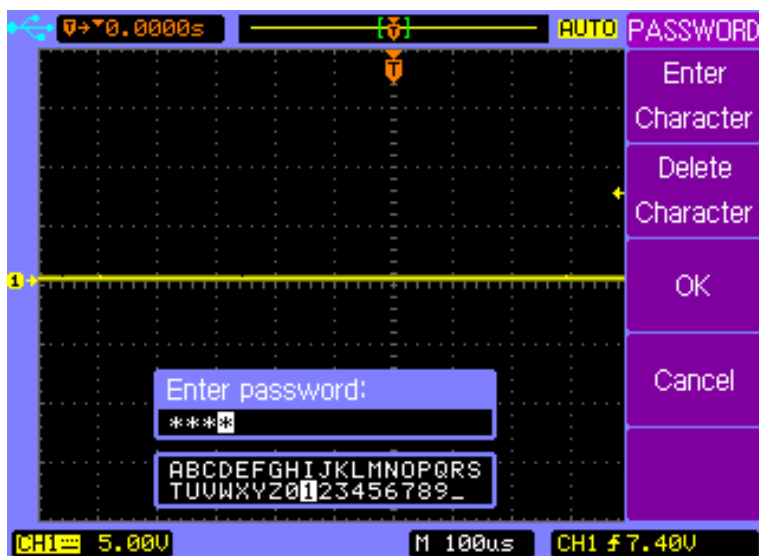 T→▼0.0000s
T
AUTO
PASSWORD
Enter
Character
Delete
Character
OK
Cancel
T
1
Enter password:
****
ABCDEFGHIJKLMNOPQRS
TUVWXYZ0123456789_
CH1 5.00V
M 100us
CH1 7.40V